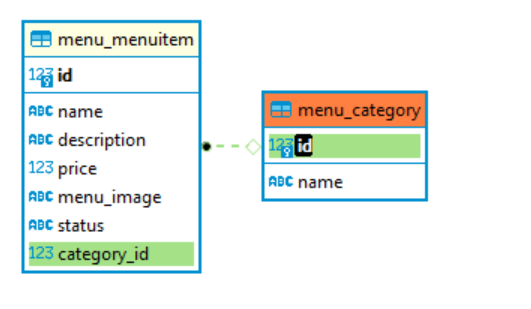 menu_menuitem
123 id
ABC name
ABC description
123 price
ABC menu_image
ABC status
123 category_id
menu_category
123 id
ABC name